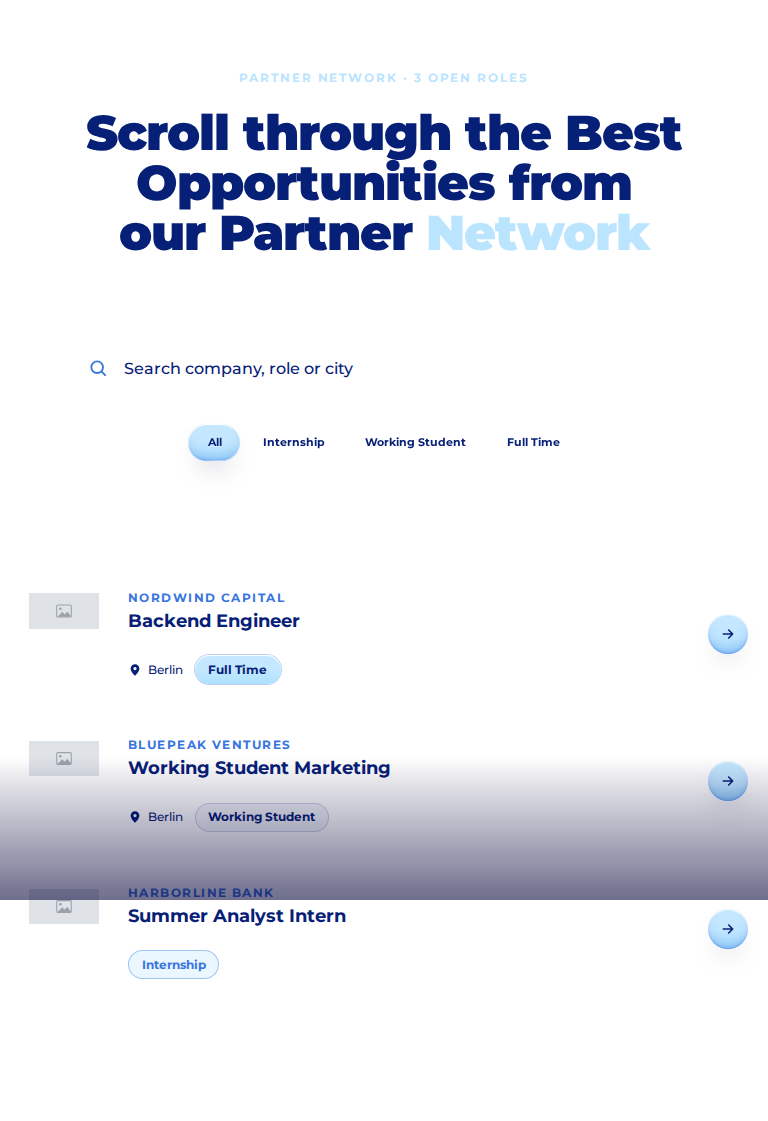 PARTNER NETWORK · 3 OPEN ROLES
Scroll through the Best
Opportunities from
our Partner Network
Search company, role or city
All Internship Working Student Full Time
NORDWIND CAPITAL
Backend Engineer
Berlin Full Time
BLUEPEAK VENTURES
Working Student Marketing
Berlin Working Student
HARBORLINE BANK
Summer Analyst Intern
Internship